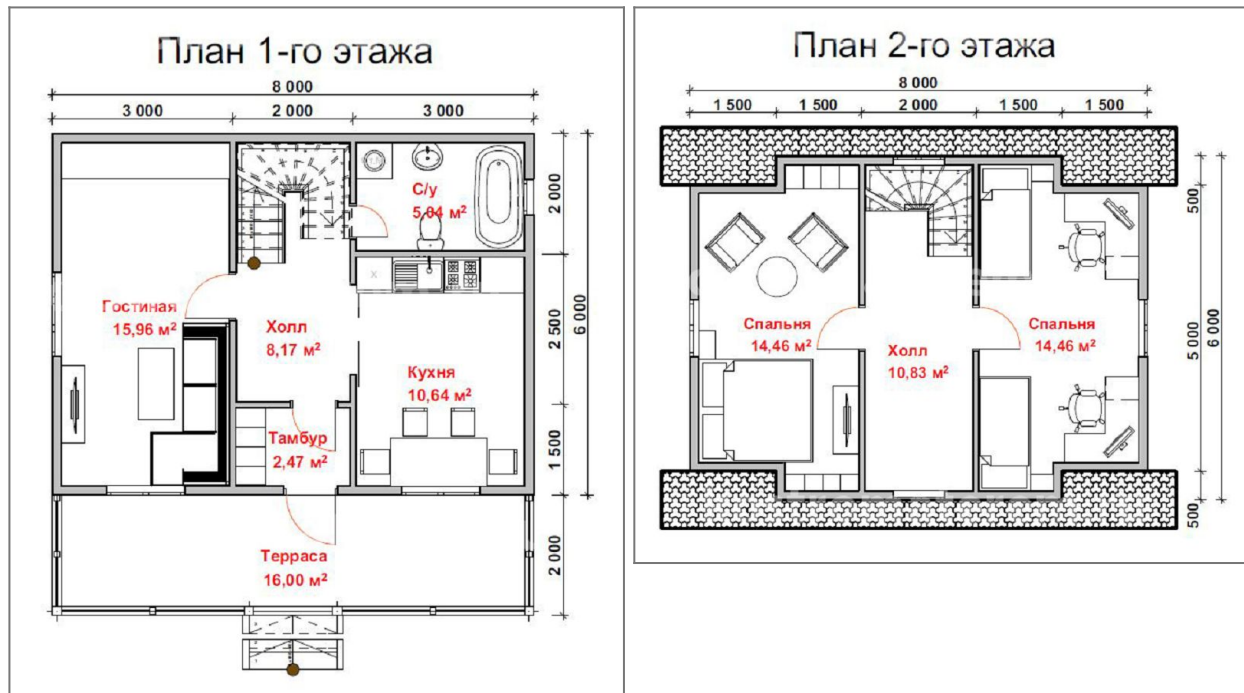 План 1-го этажа
8 000
3 000 2 000 3 000
С/у
5,04 м²
2 000
Гостиная
15,96 м²
Холл
8,17 м²
2 500
6 000
Кухня
10,64 м²
Тамбур
2,47 м²
1 500
Терраса
16,00 м²
2 000
План 2-го этажа
8 000
1 500 1 500 2 000 1 500 1 500
500
Спальня
14,46 м²
Холл
10,83 м²
Спальня
14,46 м²
5 000
6 000
500